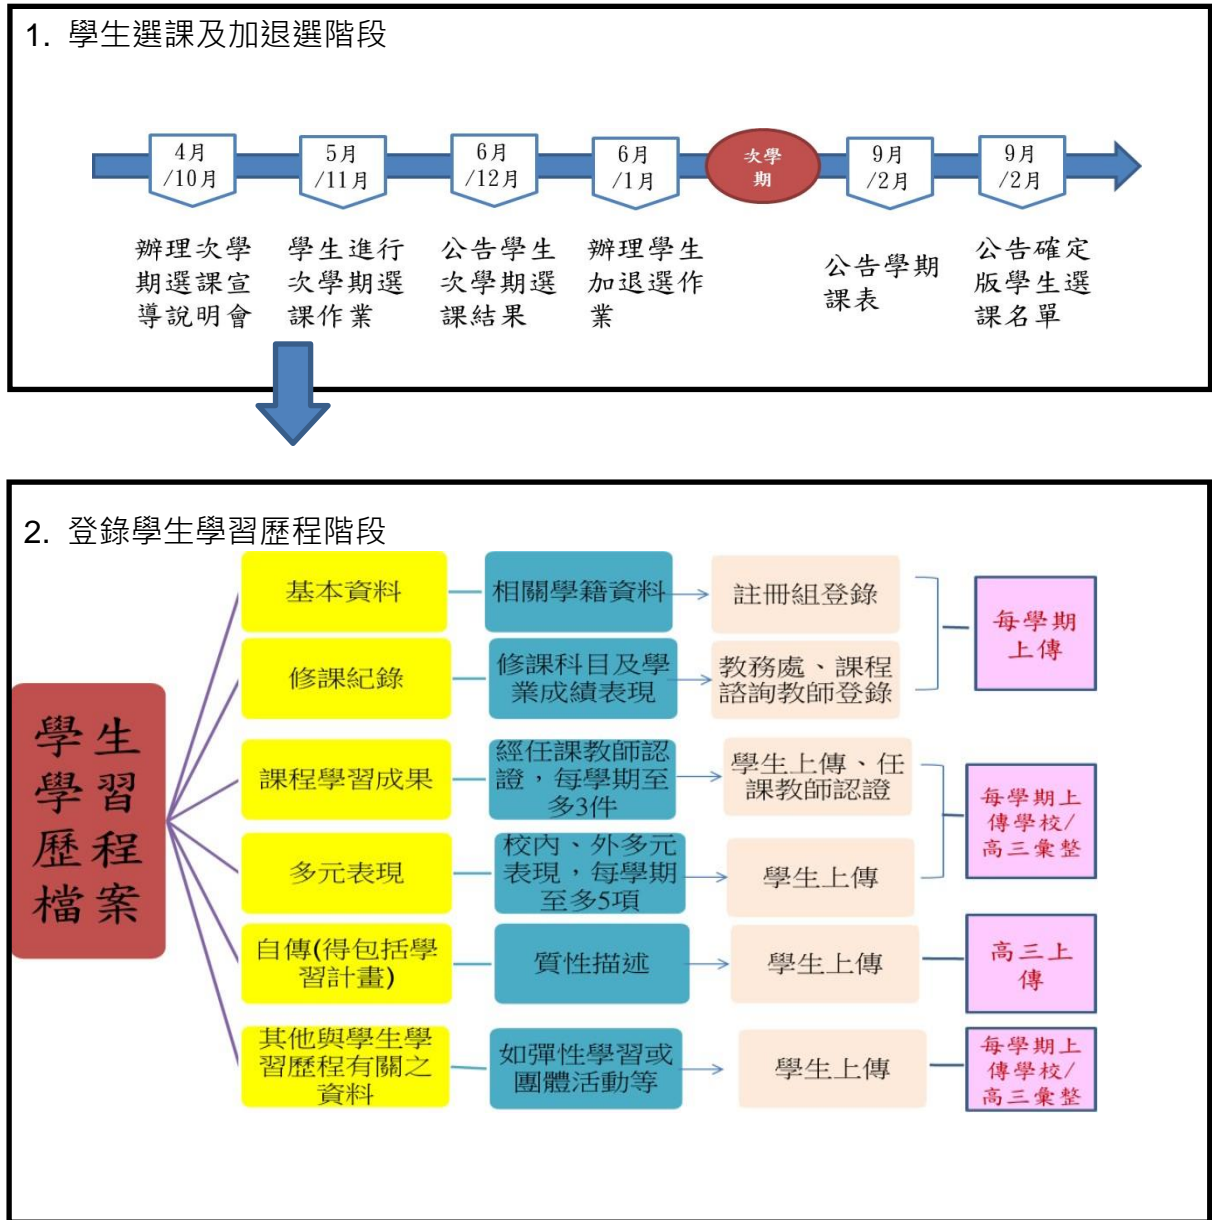 1. 學生選課及加退選階段
4月
/10月
5月
/11月
6月
/12月
6月
/1月
次學
期
9月
/2月
9月
/2月
辦理次學
期選課宣
導說明會
學生進行
次學期選
課作業
公告學生
次學期選
課結果
辦理學生
加退選作
業
公告學期
課表
公告確定
版學生選
課名單
2. 登錄學生學習歷程階段
學生
學習
歷程
檔案
基本資料
相關學籍資料
註冊組登錄
修課紀錄
修課科目及學
業成績表現
教務處、課程
諮詢教師登錄
每學期
上傳
課程學習成果
經任課教師認
證，每學期至
多3件
學生上傳、任
課教師認證
多元表現
校內、外多元
表現，每學期
至多5項
學生上傳
每學期上
傳學校/
高三彙整
自傳(得包括學
習計畫)
質性描述
學生上傳
高三上
傳
其他與學生學
習歷程有關之
資料
如彈性學習或
團體活動等
學生上傳
每學期上
傳學校/
高三彙整